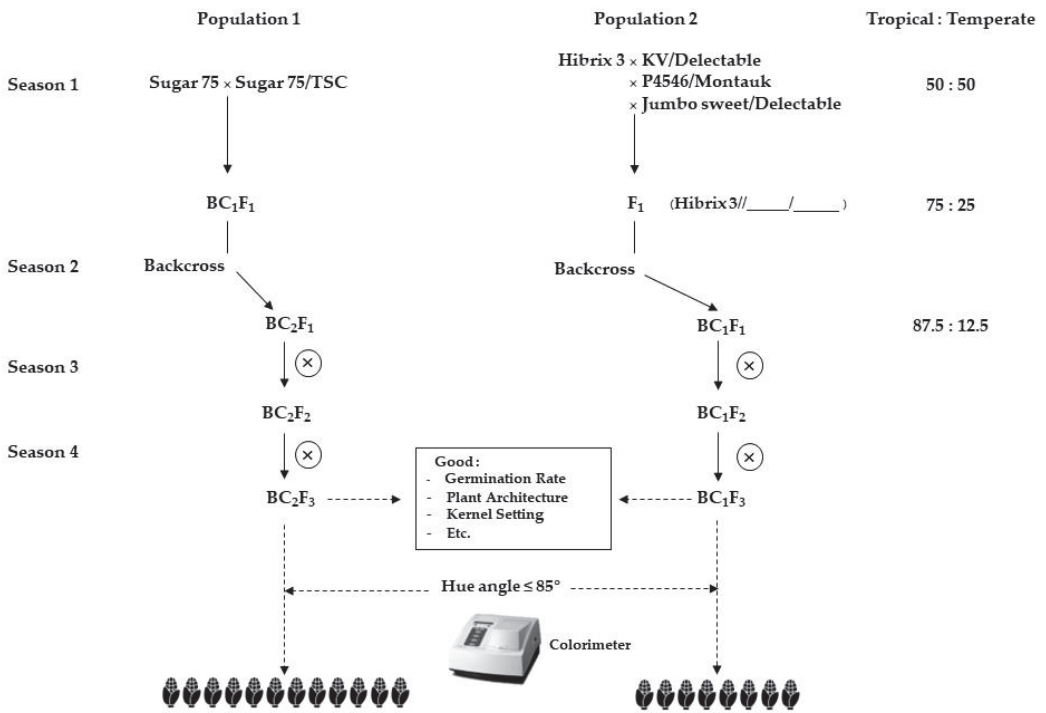 Population 1
Population 2
Tropical : Temperate
Season 1
Sugar 75 × Sugar 75/TSC
Hibrix 3 × KV/Delectable
× P4546/Montauk
× Jumbo sweet/Delectable
50 : 50
BC₁F₁
F₁ (Hibrix3//_____/______ )
75 : 25
Season 2
Backcross
Backcross
BC₂F₁
BC₁F₁
87.5 : 12.5
Season 3
BC₂F₂
BC₁F₂
Season 4
BC₂F₃
BC₁F₃
Good :
- Germination Rate
- Plant Architecture
- Kernel Setting
- Etc.
Hue angle ≤ 85°
Colorimeter